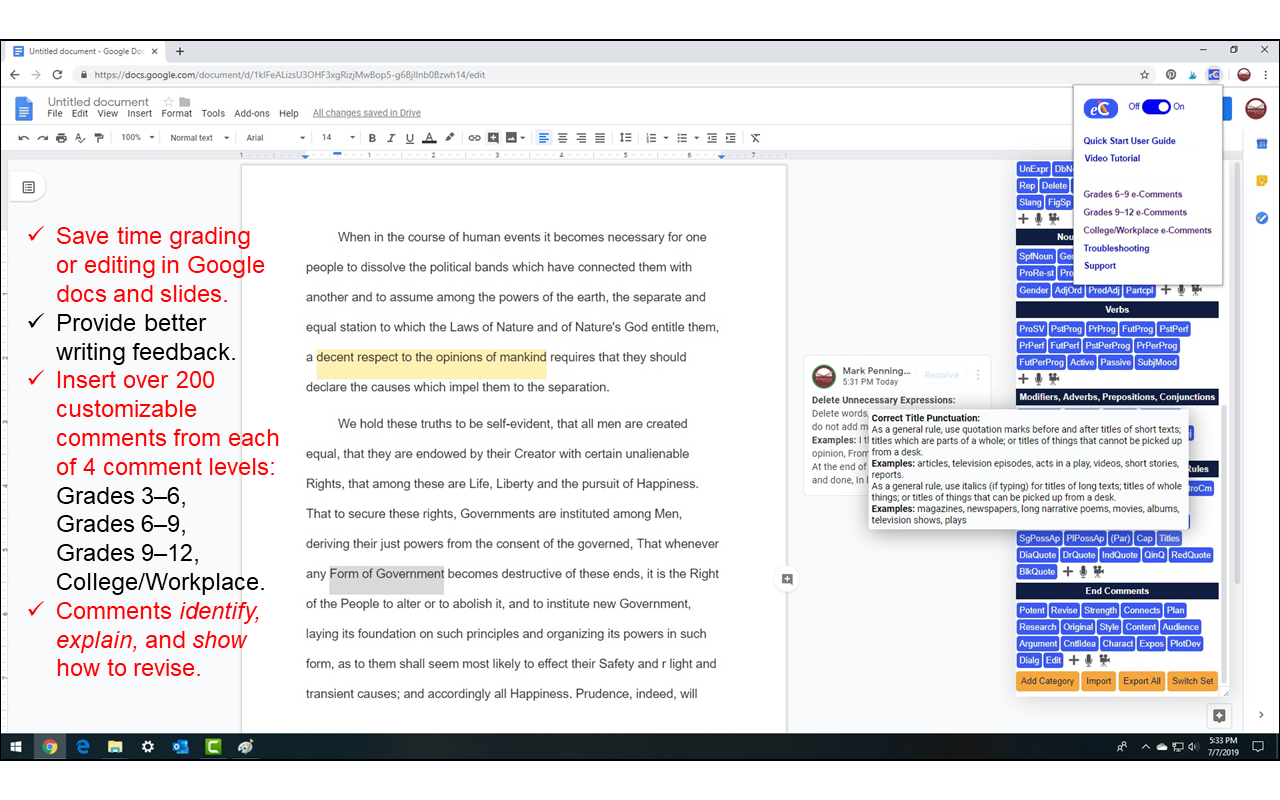 Untitled document - Google Doc
https://docs.google.com/document/d/1kIFeALizsU3OHF3xgRizjMwBop5-g6BjlInb08zwh14/edit
Untitled document
File Edit View Insert Format Tools Add-ons Help All changes saved in Drive
100% Normal text Arial 14
1 1 2 3 4 5 6 7
eC Off On
Quick Start User Guide
Video Tutorial
Grades 6–9 e-Comments
Grades 9–12 e-Comments
College/Workplace e-Comments
Troubleshooting
Support
✓ Save time grading
or editing in Google
docs and slides.
✓ Provide better
writing feedback.
✓ Insert over 200
customizable
comments from each
of 4 comment levels:
Grades 3–6,
Grades 6–9,
Grades 9–12,
College/Workplace.
✓ Comments identify,
explain, and show
how to revise.
When in the course of human events it becomes necessary for one
people to dissolve the political bands which have connected them with
another and to assume among the powers of the earth, the separate and
equal station to which the Laws of Nature and of Nature's God entitle them,
a decent respect to the opinions of mankind requires that they should
declare the causes which impel them to the separation.
We hold these truths to be self-evident, that all men are created
equal, that they are endowed by their Creator with certain unalienable
Rights, that among these are Life, Liberty and the pursuit of Happiness.
That to secure these rights, Governments are instituted among Men,
deriving their just powers from the consent of the governed, That whenever
any Form of Government becomes destructive of these ends, it is the Right
of the People to alter or to abolish it, and to institute new Government,
laying its foundation on such principles and organizing its powers in such
form, as to them shall seem most likely to effect their Safety and r light and
transient causes; and accordingly all Happiness. Prudence, indeed, will
Mark Penning...
5:31 PM Today
Resolve
Delete Unnecessary Expressions:
Delete words,
do not add m
Examples: I th
opinion, From
At the end of
and done, In
Correct Title Punctuation:
As a general rule, use quotation marks before and after titles of short texts;
titles which are parts of a whole; or titles of things that cannot be picked up
from a desk.
Examples: articles, television episodes, acts in a play, videos, short stories,
reports.
As a general rule, use italics (if typing) for titles of long texts; titles of whole
things; or titles of things that can be picked up from a desk.
Examples: magazines, newspapers, long narrative poems, movies, albums,
television shows, plays
UnExpr DbN
Rep Delete
Slang FigSp
Nou
SpfNoun Ge
ProRe-st Pro
Gender AdjOrd PredAdj Partcpl
Verbs
ProSV PstProg PrProg FutProg PstPerf
PrPerf FutPerf PstPerProg PrPerProg
FutPerProg Active Passive SubjMood
Modifiers, Adverbs, Prepositions, Conjunctions
Rules
troCm
SgPossAp PlPossAp (Par) Cap Titles
DiaQuote DrQuote IndQuote QinQ RedQuote
BlkQuote
End Comments
Potent Revise Strength Connects Plan
Research Original Style Content Audience
Argument CntlIdea Charact Expos PlotDev
Dialg Edit
Add Category Import Export All Switch Set
5:33 PM
7/7/2019